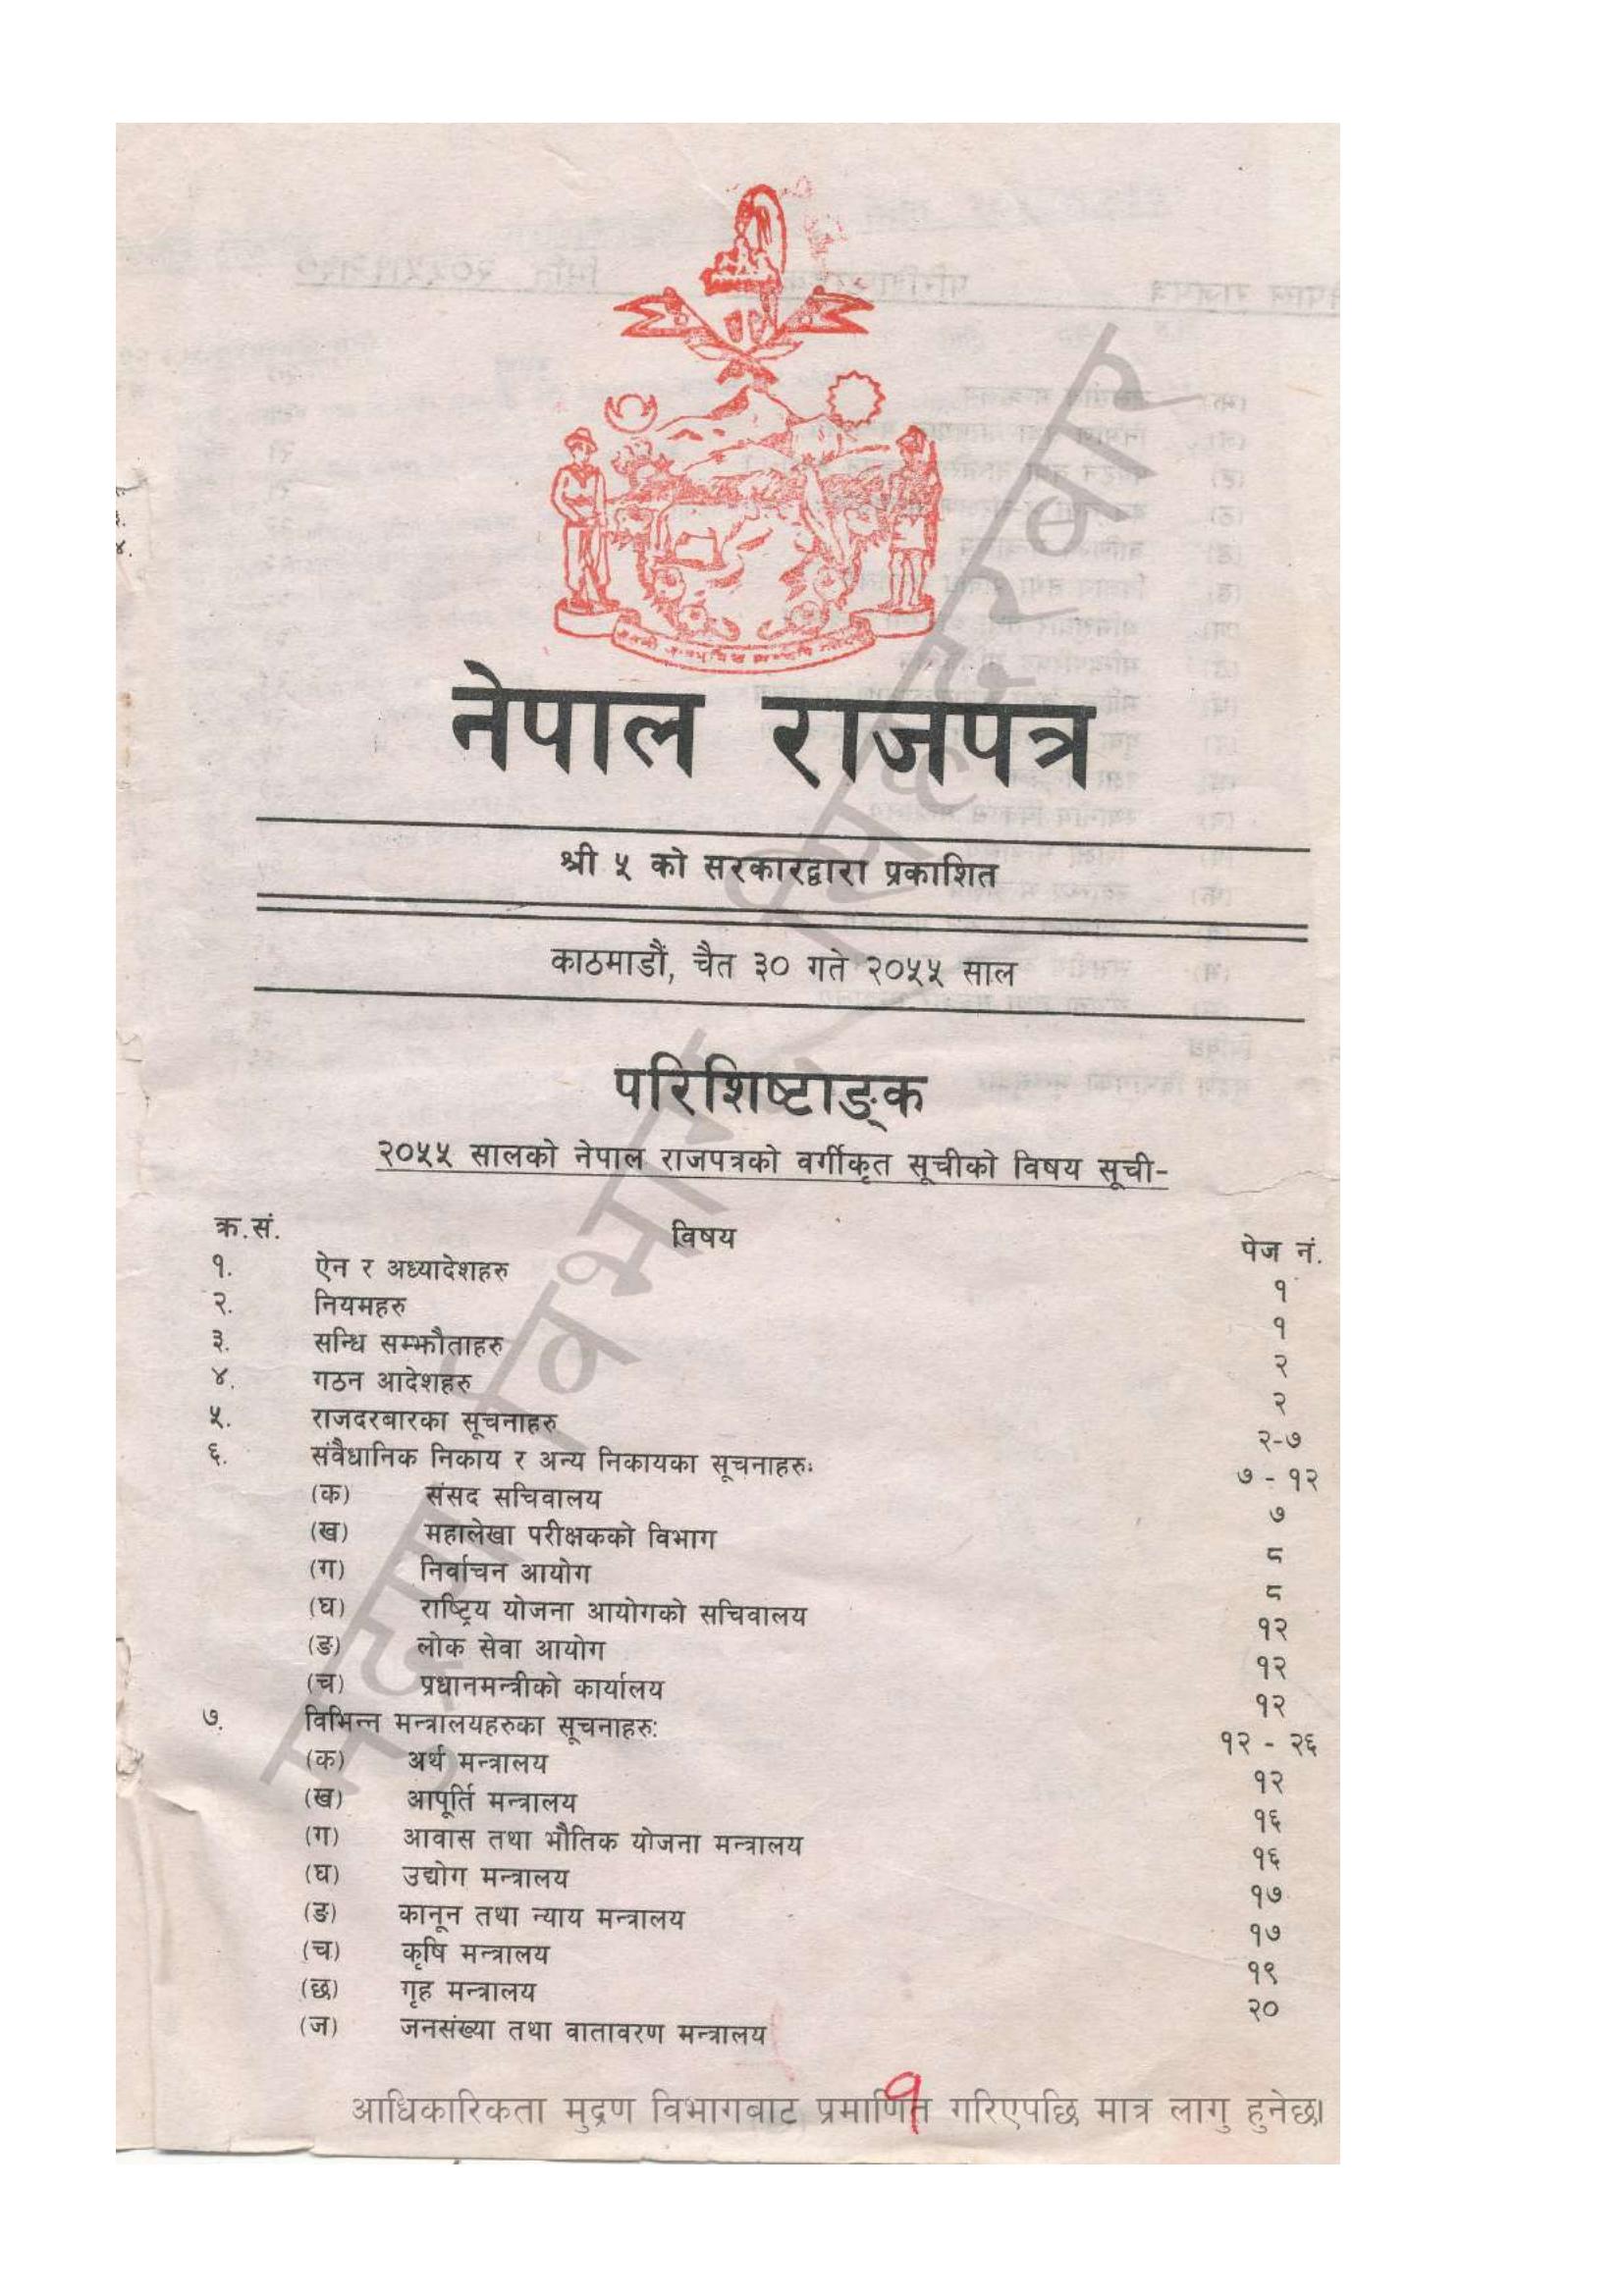 नेपाल राजपत्र
श्री ५ को सरकारद्वारा प्रकाशित
काठमाडौं, चैत ३० गते २०५५ साल
परिशिष्टाङ्क
२०५५ सालको नेपाल राजपत्रको वर्गीकृत सूचीको विषय सूची-
क्र.सं. विषय पेज नं.
१. ऐन र अध्यादेशहरु १
२. नियमहरु १
३. सन्धि सम्झौताहरु २
४. गठन आदेशहरु २
५. राजदरबारका सूचनाहरु २-७
६. संवैधानिक निकाय र अन्य निकायका सूचनाहरुः ७ - १२
(क) संसद सचिवालय ७
(ख) महालेखा परीक्षकको विभाग ८
(ग) निर्वाचन आयोग ८
(घ) राष्ट्रिय योजना आयोगको सचिवालय १२
(ङ) लोक सेवा आयोग १२
(च) प्रधानमन्त्रीको कार्यालय १२
७. विभिन्न मन्त्रालयहरुका सूचनाहरु: १२ - २६
(क) अर्थ मन्त्रालय १२
(ख) आपूर्ति मन्त्रालय १६
(ग) आवास तथा भौतिक योजना मन्त्रालय १६
(घ) उद्योग मन्त्रालय १७
(ङ) कानून तथा न्याय मन्त्रालय १७
(च) कृषि मन्त्रालय १९
(छ) गृह मन्त्रालय २०
(ज) जनसंख्या तथा वातावरण मन्त्रालय
मुद्रण विभाग, सिंहदरबार
आधिकारिकता मुद्रण विभागबाट प्रमाणित गरिएपछि मात्र लागु हुनेछ।
१